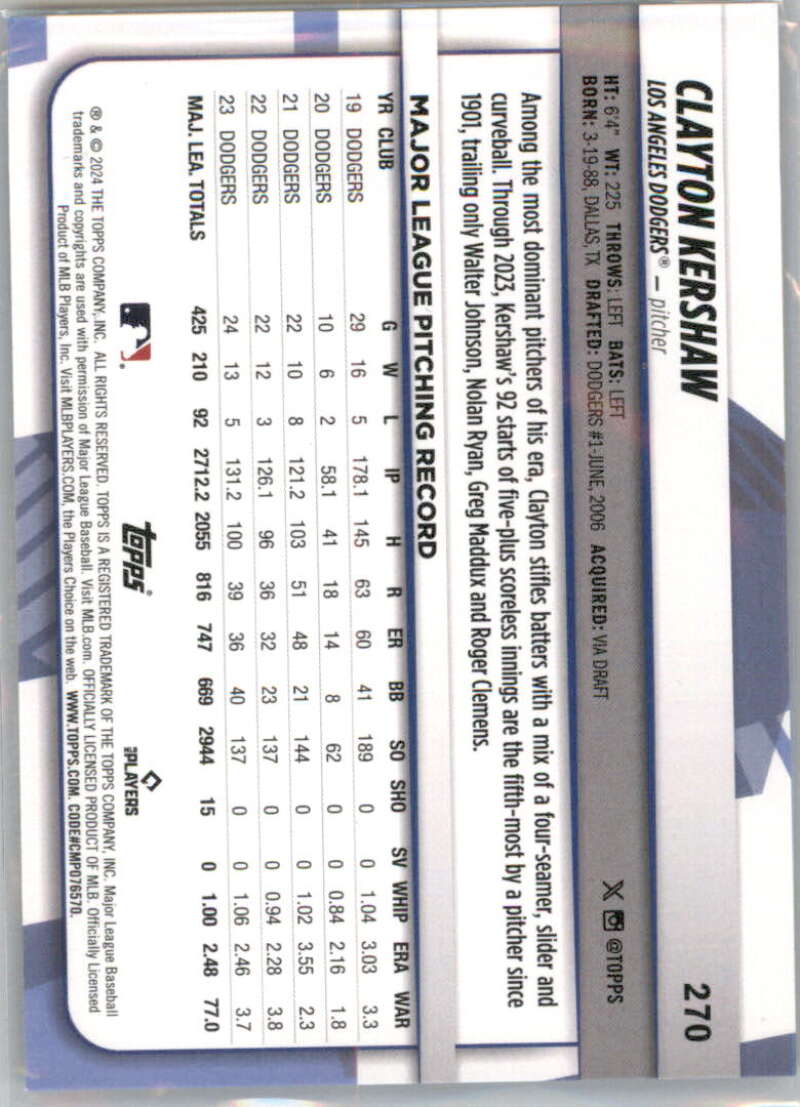 CLAYTON KERSHAW 270
LOS ANGELES DODGERS® — pitcher
HT: 6'4" WT: 225 THROWS: LEFT BATS: LEFT
BORN: 3-19-88, DALLAS, TX DRAFTED: DODGERS #1-JUNE, 2006 ACQUIRED: VIA DRAFT
@TOPPS
Among the most dominant pitchers of his era, Clayton stifles batters with a mix of a four-seamer, slider and
curveball. Through 2023, Kershaw's 92 starts of five-plus scoreless innings are the fifth-most by a pitcher since
1901, trailing only Walter Johnson, Nolan Ryan, Greg Maddux and Roger Clemens.
MAJOR LEAGUE PITCHING RECORD
YR CLUB G W L IP H R ER BB SO SHO SV WHIP ERA WAR
19 DODGERS 29 16 5 178.1 145 63 60 41 189 0 0 1.04 3.03 3.3
20 DODGERS 10 6 2 58.1 41 18 14 8 62 0 0 0.84 2.16 1.8
21 DODGERS 22 10 8 121.2 103 51 48 21 144 0 0 1.02 3.55 2.3
22 DODGERS 22 12 3 126.1 96 36 32 23 137 0 0 0.94 2.28 3.8
23 DODGERS 24 13 5 131.2 100 39 36 40 137 0 0 1.06 2.46 3.7
MAJ. LEA. TOTALS 425 210 92 2712.2 2055 816 747 669 2944 15 0 1.00 2.48 77.0
topps®
MLB PLAYERS
® & © 2024 THE TOPPS COMPANY, INC. ALL RIGHTS RESERVED. TOPPS IS A REGISTERED TRADEMARK OF THE TOPPS COMPANY, INC. Major League Baseball
trademarks and copyrights are used with permission of Major League Baseball. Visit MLB.com. OFFICIALLY LICENSED PRODUCT OF MLB. Officially Licensed
Product of MLB Players, Inc. Visit MLBPLAYERS.COM, the Players Choice on the web. WWW.TOPPS.COM. CODE#CMP076570.